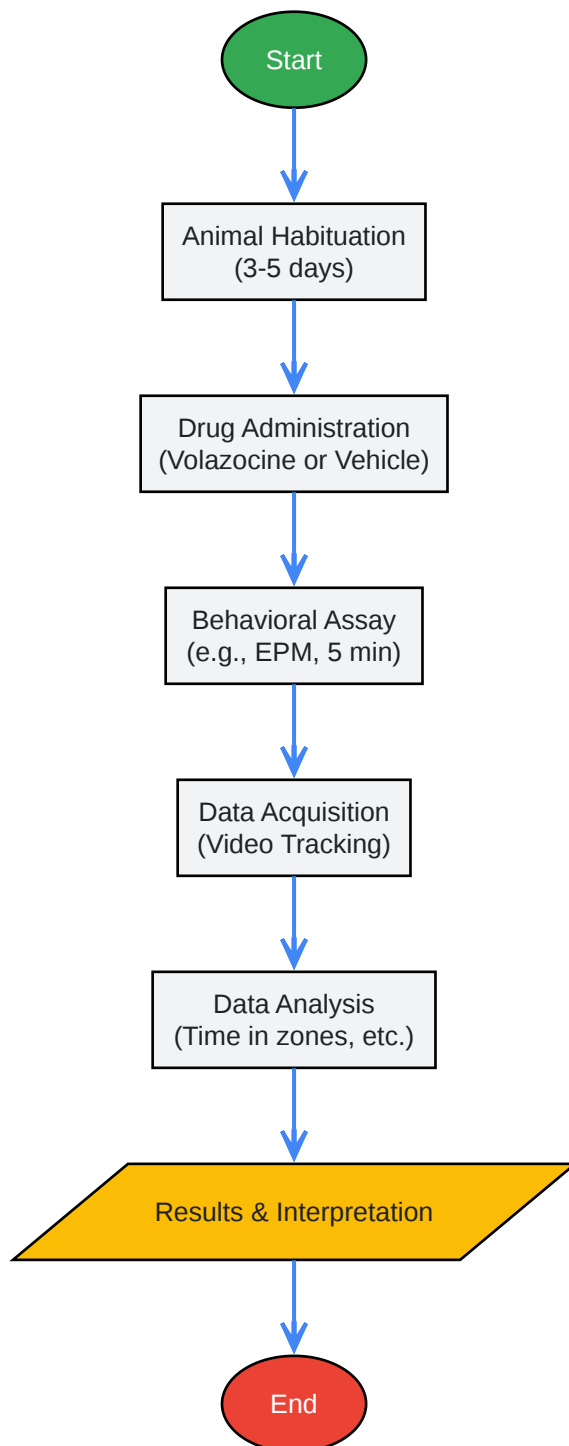 Start
Animal Habituation
(3-5 days)
Drug Administration
(Volazocine or Vehicle)
Behavioral Assay
(e.g., EPM, 5 min)
Data Acquisition
(Video Tracking)
Data Analysis
(Time in zones, etc.)
Results & Interpretation
End